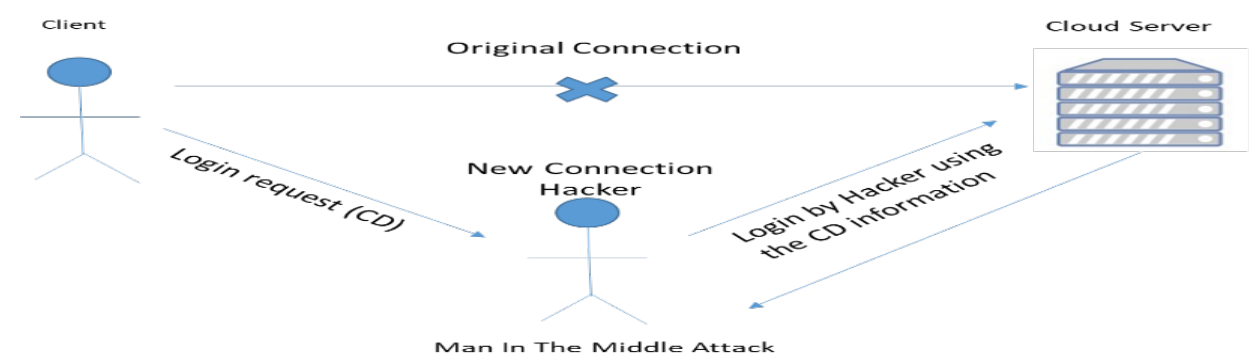 Client
Cloud Server
Original Connection
Login request (CD)
New Connection
Hacker
Login by Hacker using
the CD information
Man In The Middle Attack